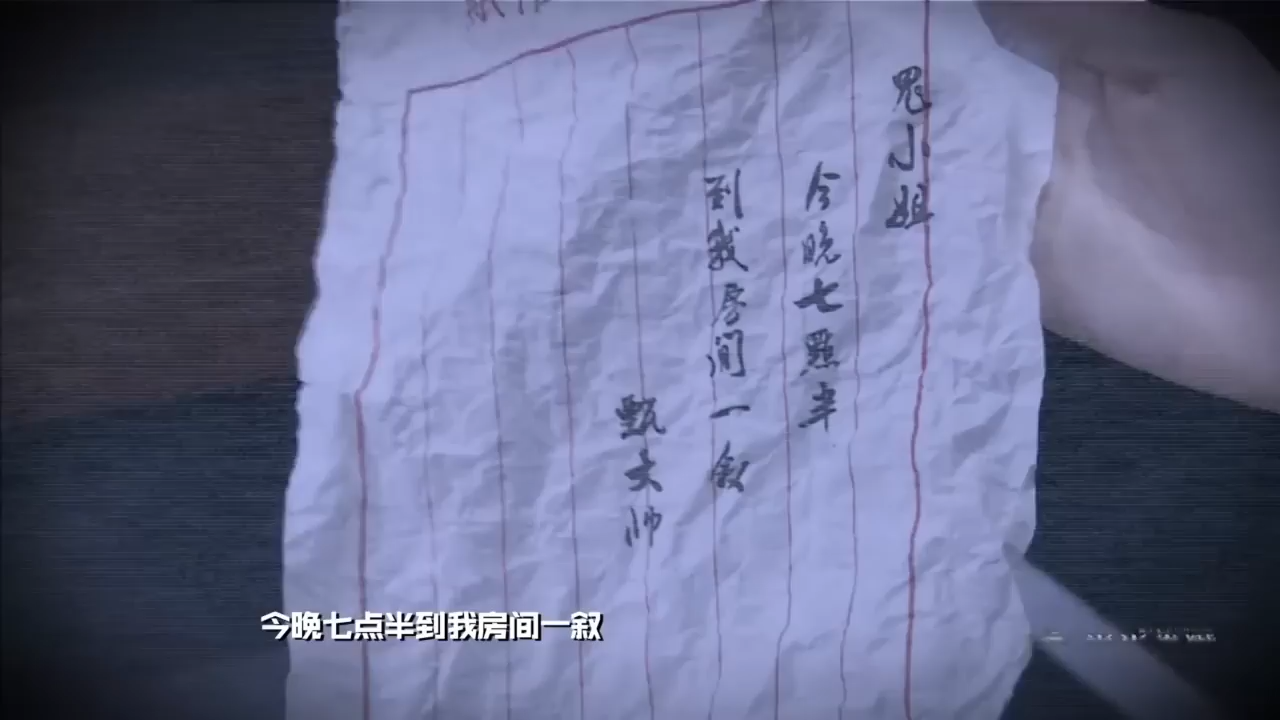 鬼小姐
今晚七點半
到我房间一叙
甄大帅
今晚七点半到我房间一叙